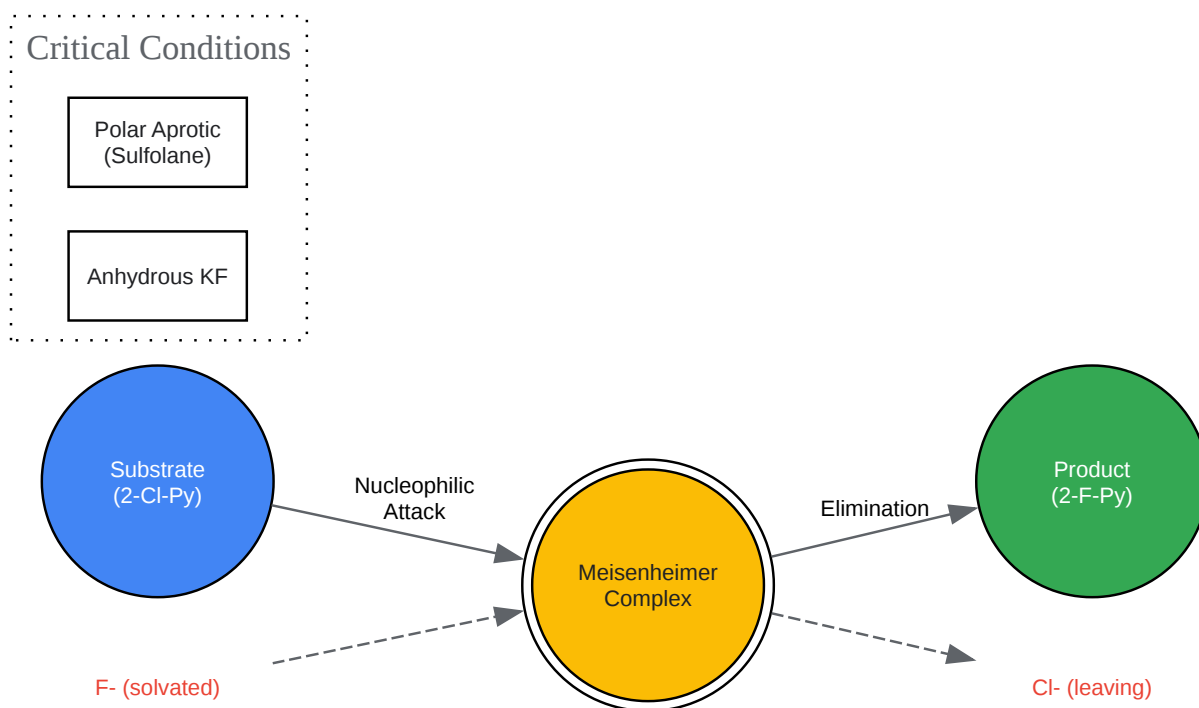 Critical Conditions
Polar Aprotic
(Sulfolane)
Anhydrous KF
Substrate
(2-Cl-Py)
Nucleophilic
Attack
Meisenheimer
Complex
Elimination
Product
(2-F-Py)
F- (solvated)
Cl- (leaving)